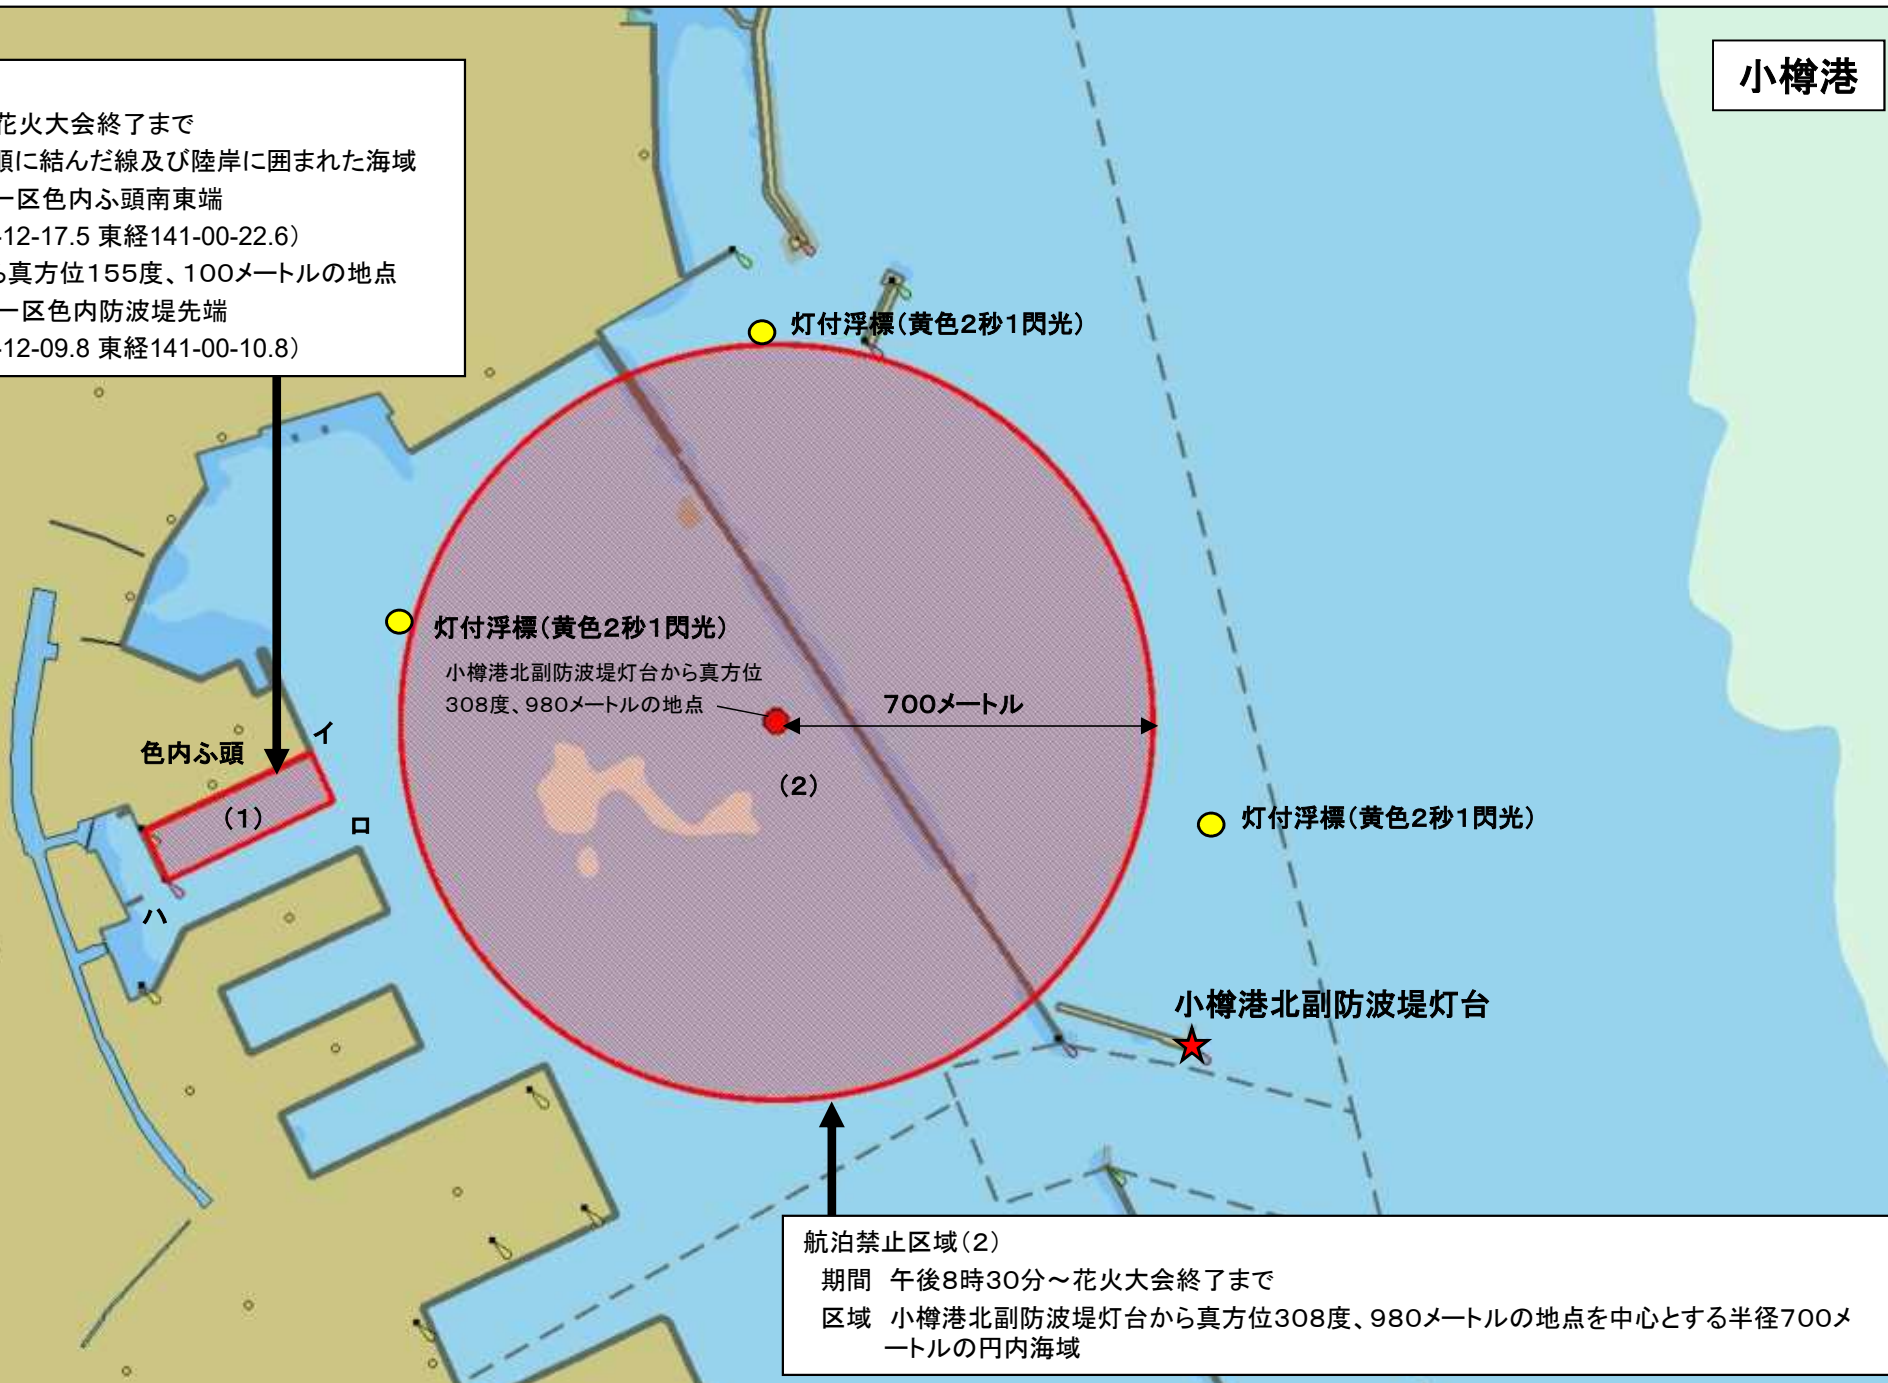 小樽港
花火大会終了まで
順に結んだ線及び陸岸に囲まれた海域
一区色内ふ頭南東端
-12-17.5 東経141-00-22.6)
ら真方位155度、100メートルの地点
一区色内防波堤先端
-12-09.8 東経141-00-10.8)
灯付浮標(黄色2秒1閃光)
灯付浮標(黄色2秒1閃光)
小樽港北副防波堤灯台から真方位
308度、980メートルの地点
700メートル
イ
色内ふ頭
(1)
ロ
ハ
(2)
灯付浮標(黄色2秒1閃光)
小樽港北副防波堤灯台
航泊禁止区域(2)
期間 午後8時30分~花火大会終了まで
区域 小樽港北副防波堤灯台から真方位308度、980メートルの地点を中心とする半径700メ
ートルの円内海域